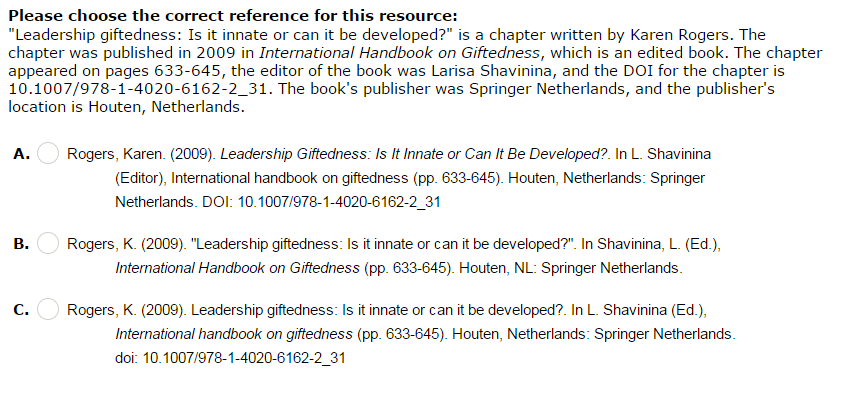 Please choose the correct reference for this resource:
"Leadership giftedness: Is it innate or can it be developed?" is a chapter written by Karen Rogers. The
chapter was published in 2009 in International Handbook on Giftedness, which is an edited book. The chapter
appeared on pages 633-645, the editor of the book was Larisa Shavinina, and the DOI for the chapter is
10.1007/978-1-4020-6162-2_31. The book's publisher was Springer Netherlands, and the publisher's
location is Houten, Netherlands.
A. Rogers, Karen. (2009). Leadership Giftedness: Is It Innate or Can It Be Developed?. In L. Shavinina
(Editor), International handbook on giftedness (pp. 633-645). Houten, Netherlands: Springer
Netherlands. DOI: 10.1007/978-1-4020-6162-2_31
B. Rogers, K. (2009). "Leadership giftedness: Is it innate or can it be developed?". In Shavinina, L. (Ed.),
International Handbook on Giftedness (pp. 633-645). Houten, NL: Springer Netherlands.
C. Rogers, K. (2009). Leadership giftedness: Is it innate or can it be developed?. In L. Shavinina (Ed.),
International handbook on giftedness (pp. 633-645). Houten, Netherlands: Springer Netherlands.
doi: 10.1007/978-1-4020-6162-2_31